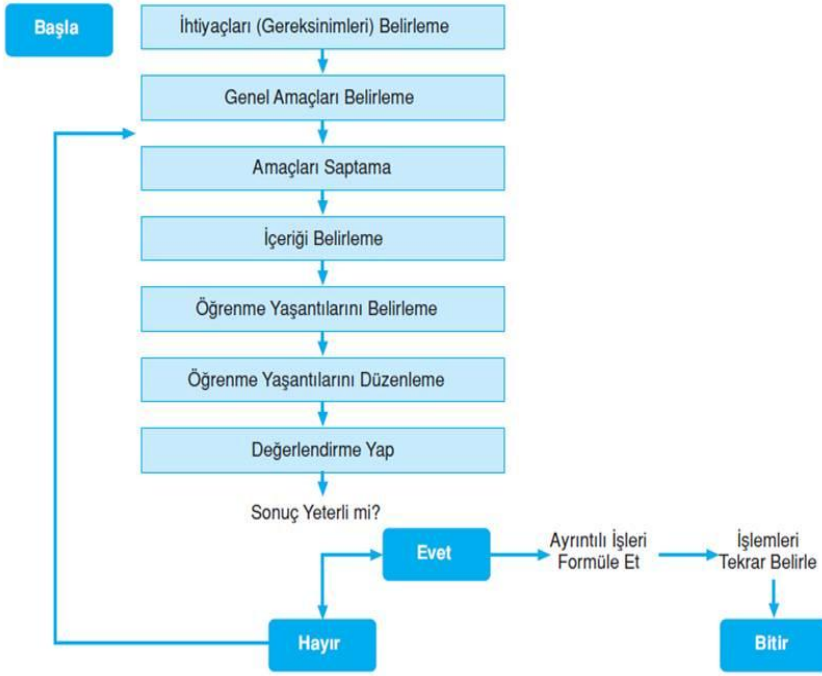 Başla
İhtiyaçları (Gereksinimleri) Belirleme
Genel Amaçları Belirleme
Amaçları Saptama
İçeriği Belirleme
Öğrenme Yaşantılarını Belirleme
Öğrenme Yaşantılarını Düzenleme
Değerlendirme Yap
Sonuç Yeterli mi?
Evet
Ayrıntılı İşleri
Formüle Et
İşlemleri
Tekrar Belirle
Hayır
Bitir